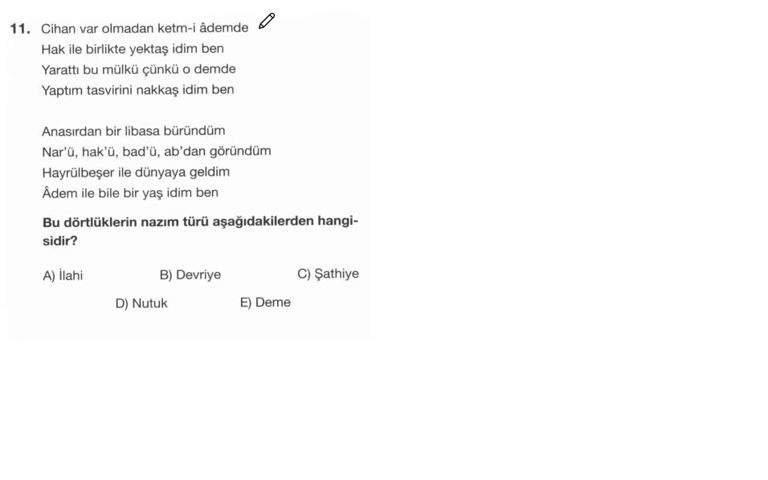 11. Cihan var olmadan ketm-i âdemde
Hak ile birlikte yektaş idim ben
Yarattı bu mülkü çünkü o demde
Yaptım tasvirini nakkaş idim ben
Anasırdan bir libasa büründüm
Nar'ü, hak'ü, bad'ü, ab'dan göründüm
Hayrülbeşer ile dünyaya geldim
Âdem ile bile bir yaş idim ben
Bu dörtlüklerin nazım türü aşağıdakilerden hangi-
sidir?
A) İlahi B) Devriye C) Şathiye
D) Nutuk E) Deme